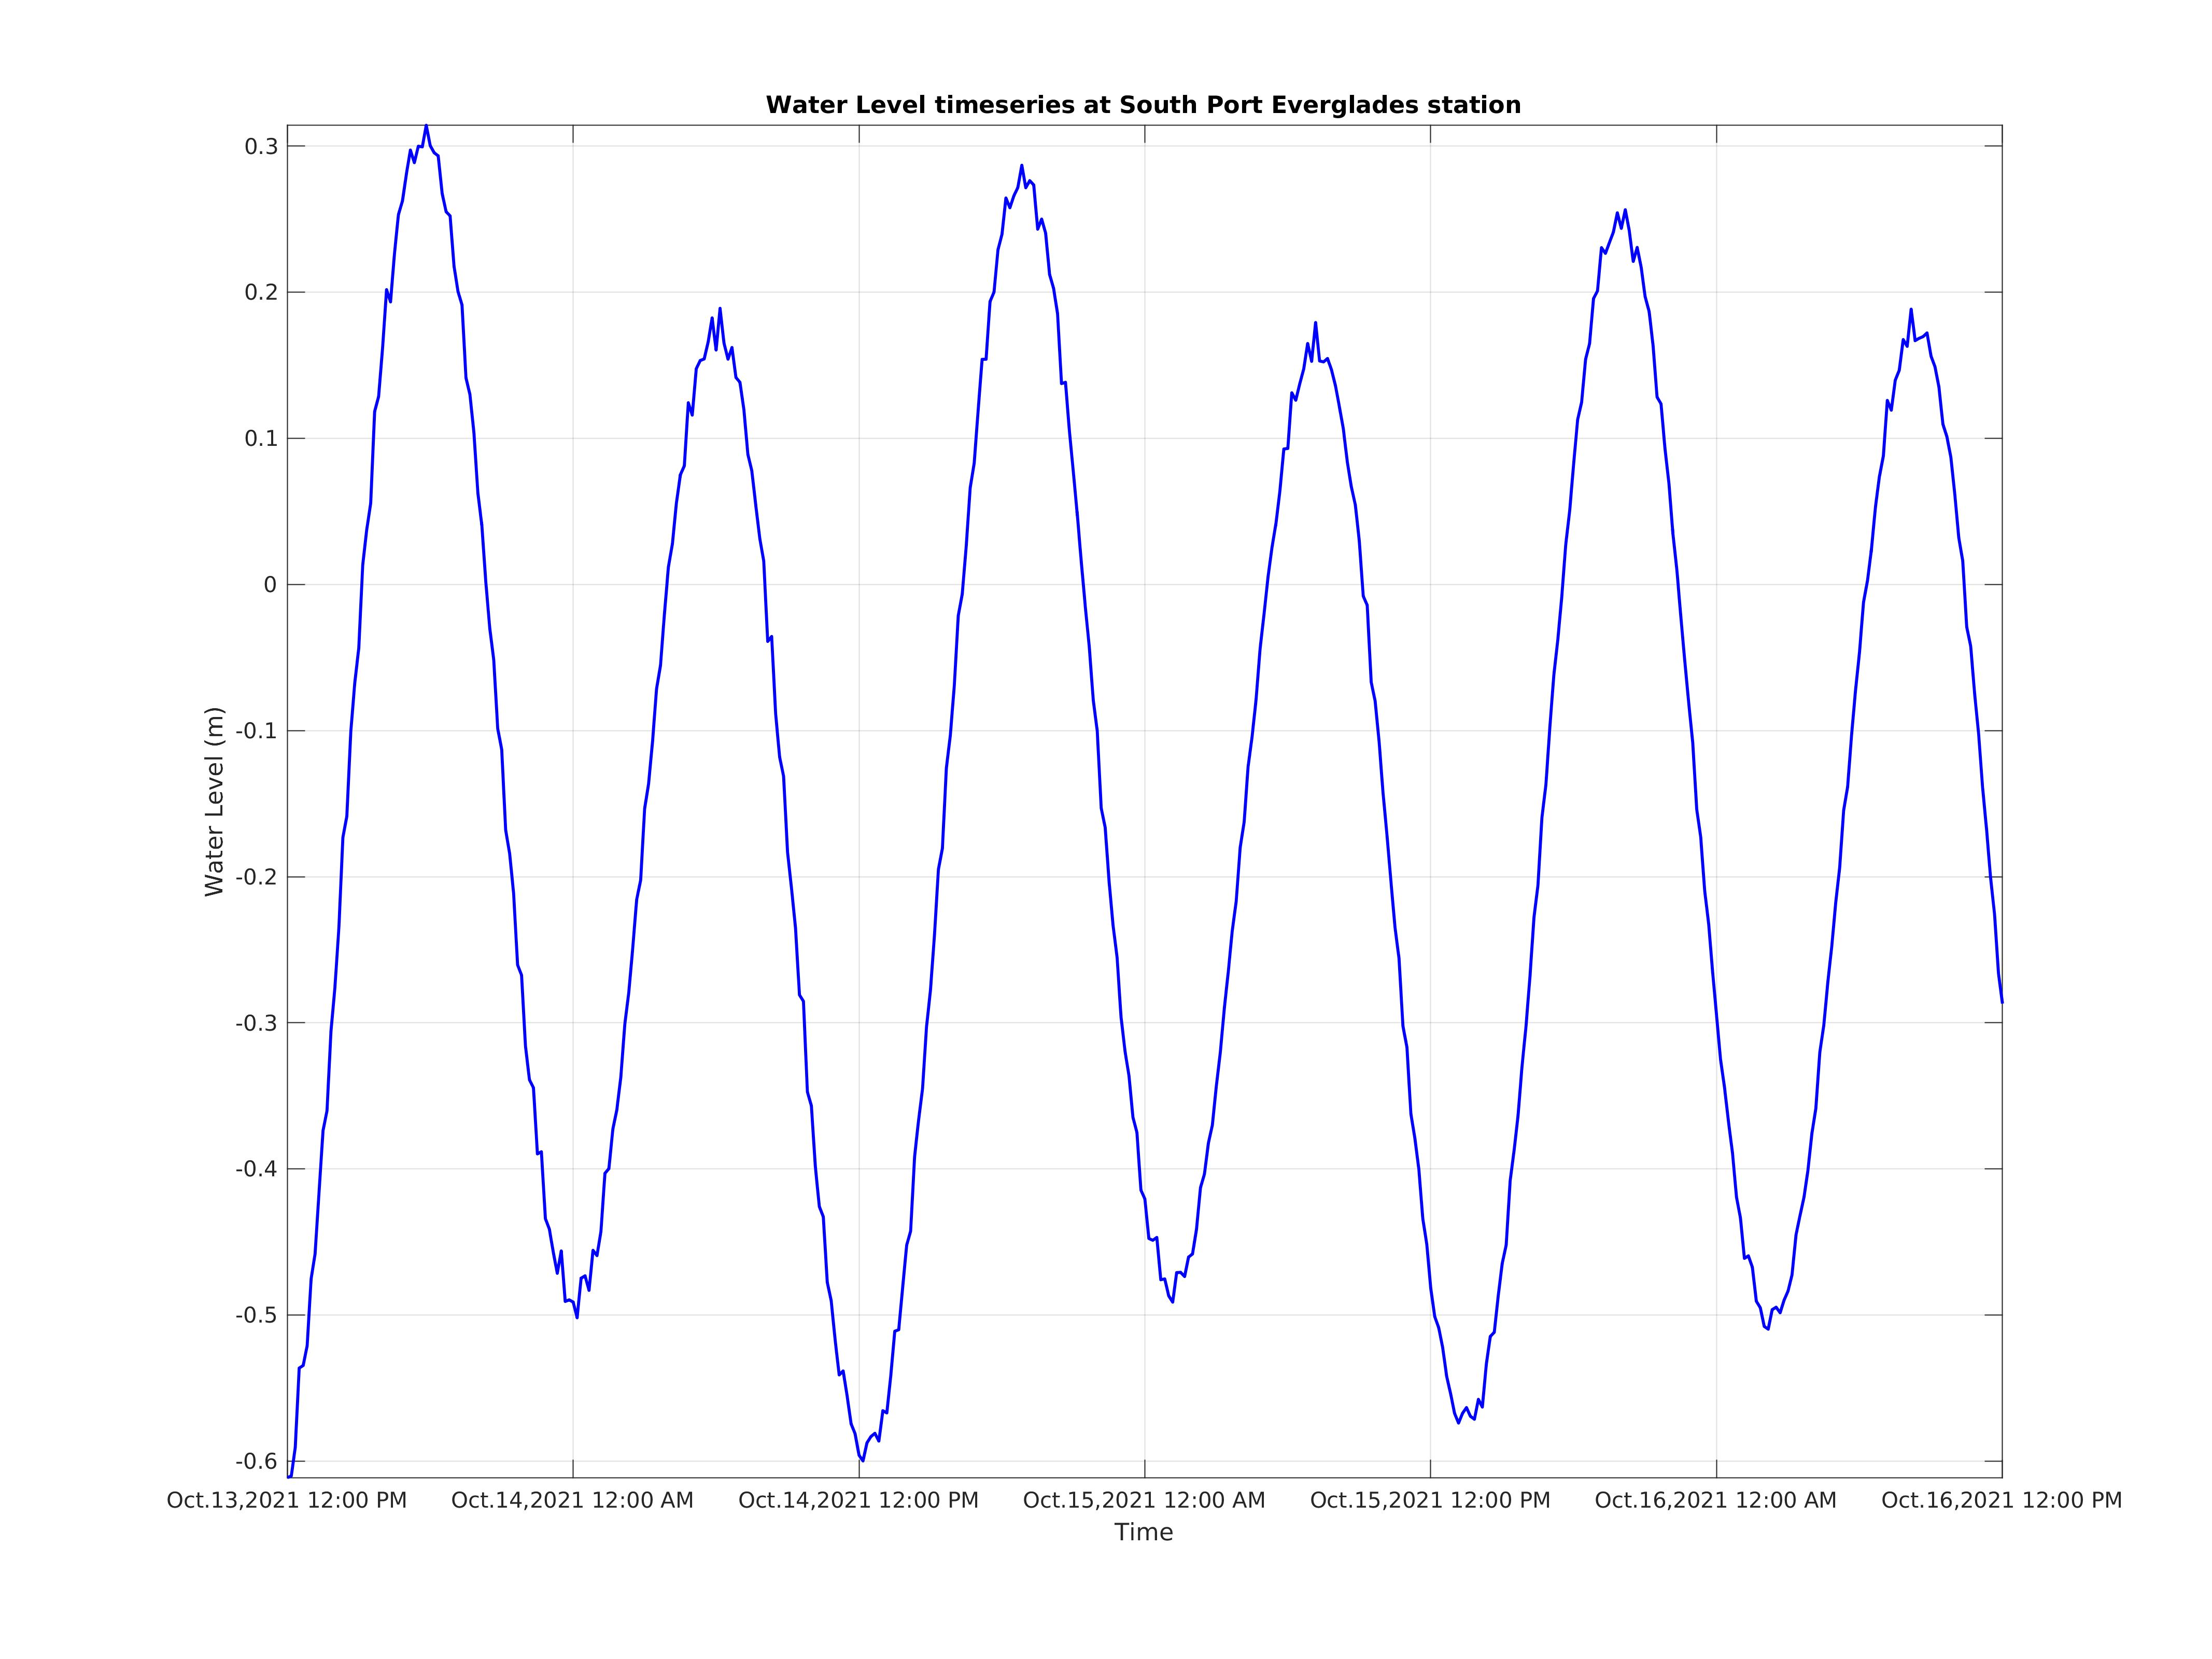 Water Level timeseries at South Port Everglades station
0.3
0.2
0.1
0
-0.1
-0.2
-0.3
-0.4
-0.5
-0.6
Water Level (m)
Oct.13,2021 12:00 PM Oct.14,2021 12:00 AM Oct.14,2021 12:00 PM Oct.15,2021 12:00 AM Oct.15,2021 12:00 PM Oct.16,2021 12:00 AM Oct.16,2021 12:00 PM
Time